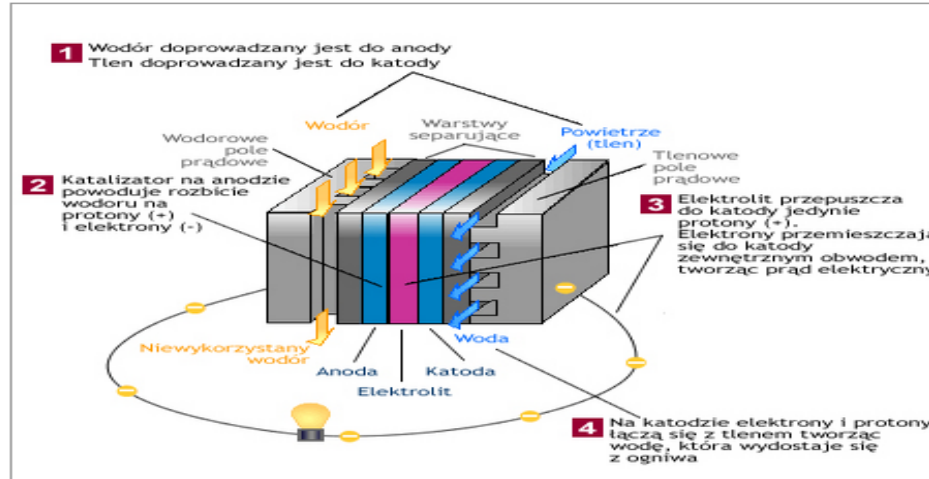 1 Wodór doprowadzany jest do anody
Tlen doprowadzany jest do katody
Wodór
Warstwy
separujące
Powietrze
(tlen)
Wodorowe
pole
prądowe
Tlenowe
pole
prądowe
2 Katalizator na anodzie
powoduje rozbicie
wodoru na
protony (+)
i elektrony (-)
3 Elektrolit przepuszcza
do katody jedynie
protony (+).
Elektrony przemieszczają
się do katody
zewnętrznym obwodem,
tworząc prąd elektryczny
Niewykorzystany
wodór
Anoda
Elektrolit
Katoda
Woda
4 Na katodzie elektrony i protony
łączą się z tlenem tworząc
wodę, która wydostaje się
z ogniwa